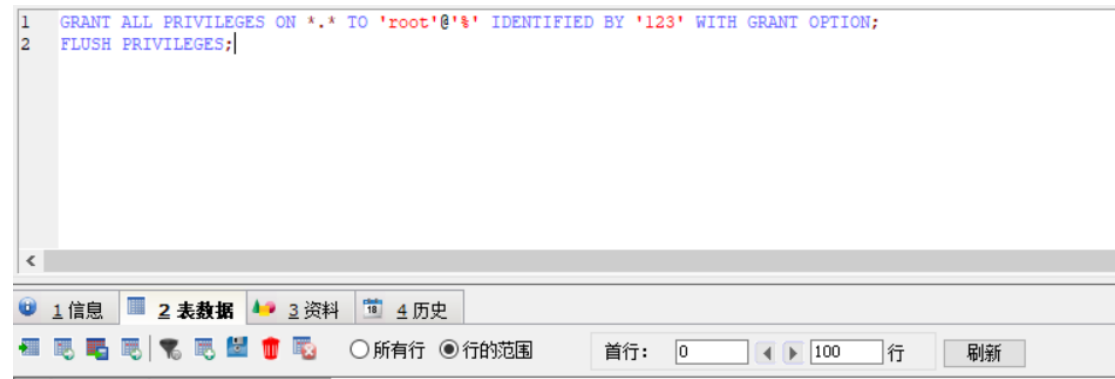 1 GRANT ALL PRIVILEGES ON *.* TO 'root'@'%' IDENTIFIED BY '123' WITH GRANT OPTION;
2 FLUSH PRIVILEGES;
1 信息 2 表数据 3 资料 4 历史
所有行 行的范围 首行: 0 100 行 刷新